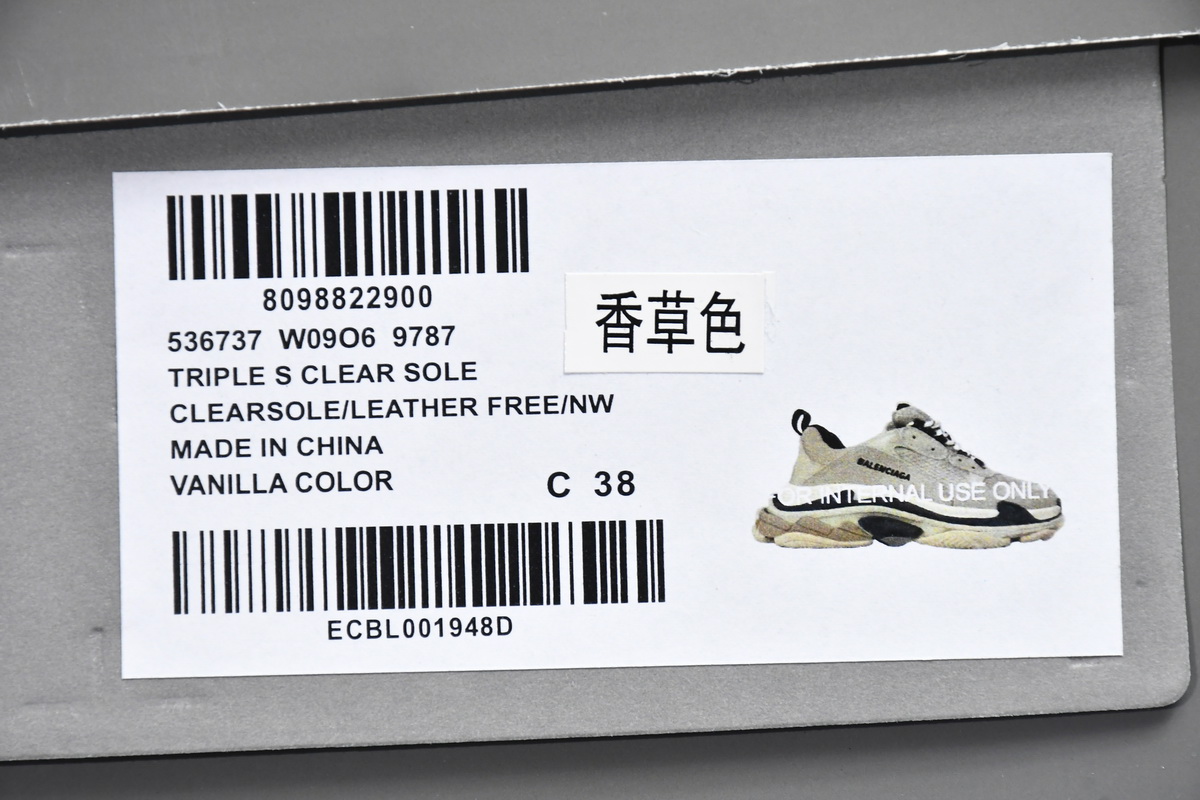 8098822900
536737 W09O6 9787
TRIPLE S CLEAR SOLE
CLEARSOLE/LEATHER FREE/NW
MADE IN CHINA
VANILLA COLOR C 38
ECBL001948D
香草色
BALENCIAGA
FOR INTERNAL USE ONLY